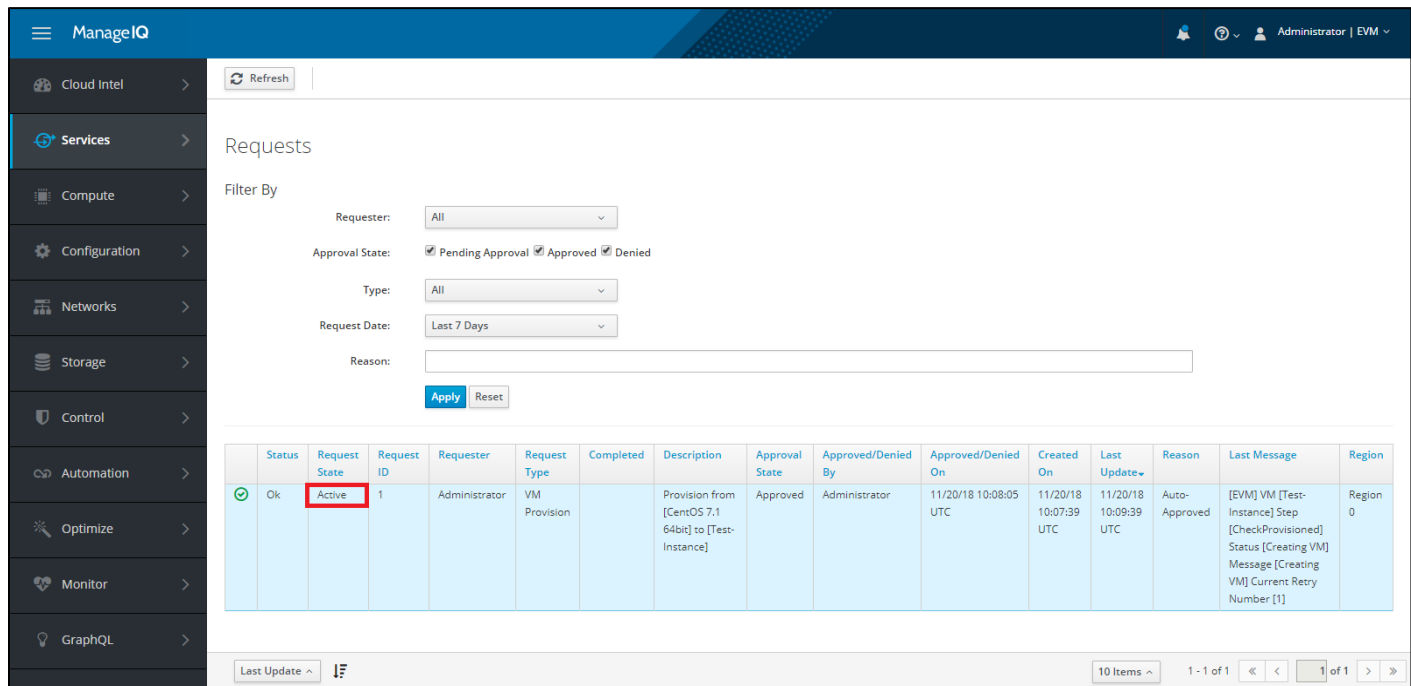 ManageIQ
Administrator | EVM
Cloud Intel
Services
Compute
Configuration
Networks
Storage
Control
Automation
Optimize
Monitor
GraphQL
Refresh
Requests
Filter By
Requester: All
Approval State: Pending Approval Approved Denied
Type: All
Request Date: Last 7 Days
Reason:
Apply Reset
Status Request State Request ID Requester Request Type Completed Description Approval State Approved/Denied By Approved/Denied On Created On Last Update Reason Last Message Region
Ok Active 1 Administrator VM Provision Provision from [CentOS 7.1 64bit] to [Test-Instance] Approved Administrator 11/20/18 10:08:05 UTC 11/20/18 10:07:39 UTC 11/20/18 10:09:39 UTC Auto-Approved [EVM] VM [Test-Instance] Step [CheckProvisioned] Status [Creating VM] Message [Creating VM] Current Retry Number [1] Region 0
Last Update 10 Items 1 - 1 of 1 « < 1 of 1 > »